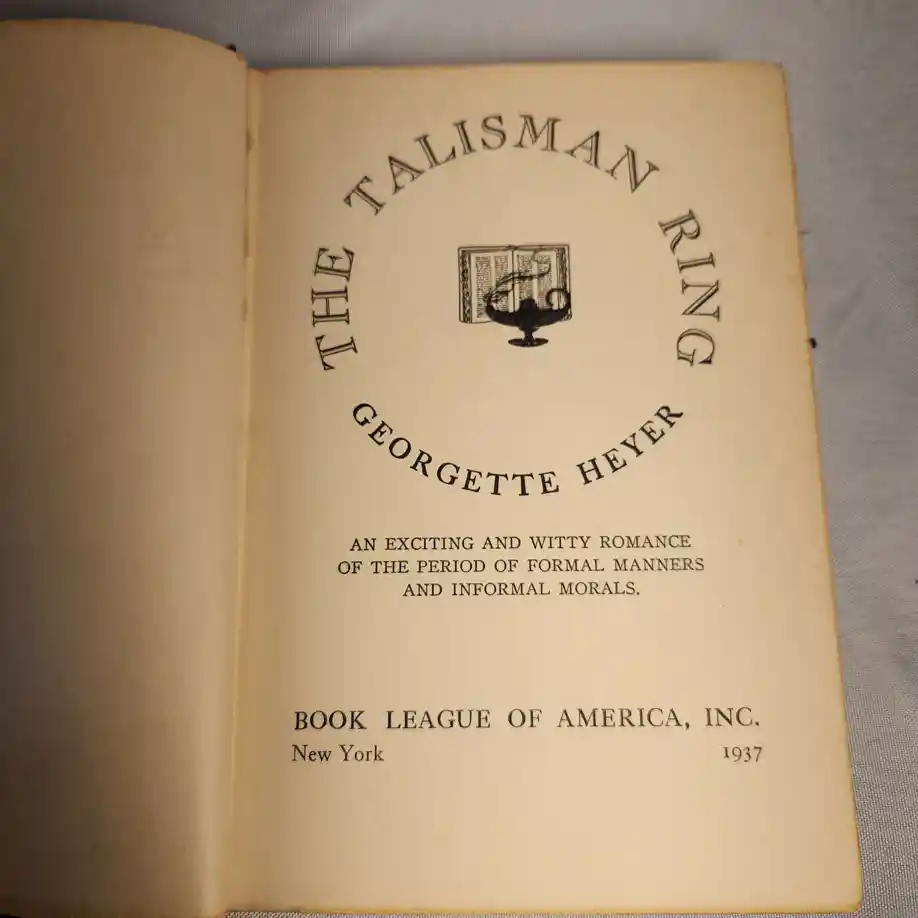 THE TALISMAN RING
GEORGETTE HEYER
AN EXCITING AND WITTY ROMANCE
OF THE PERIOD OF FORMAL MANNERS
AND INFORMAL MORALS.
BOOK LEAGUE OF AMERICA, INC.
New York 1937